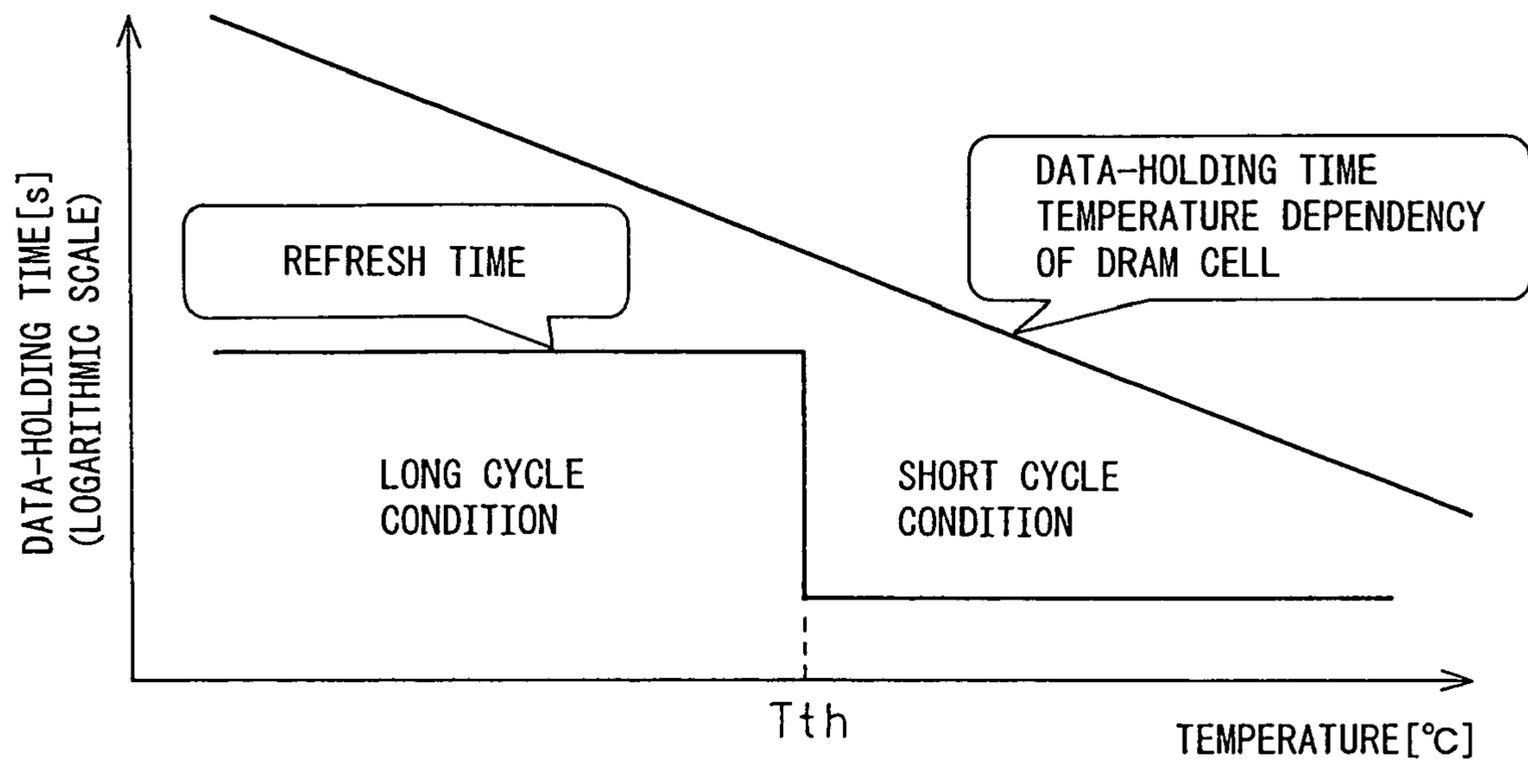 DATA-HOLDING TIME[s]
(LOGARITHMIC SCALE)
REFRESH TIME
DATA-HOLDING TIME
TEMPERATURE DEPENDENCY
OF DRAM CELL
LONG CYCLE
CONDITION
SHORT CYCLE
CONDITION
Tth
TEMPERATURE[℃]